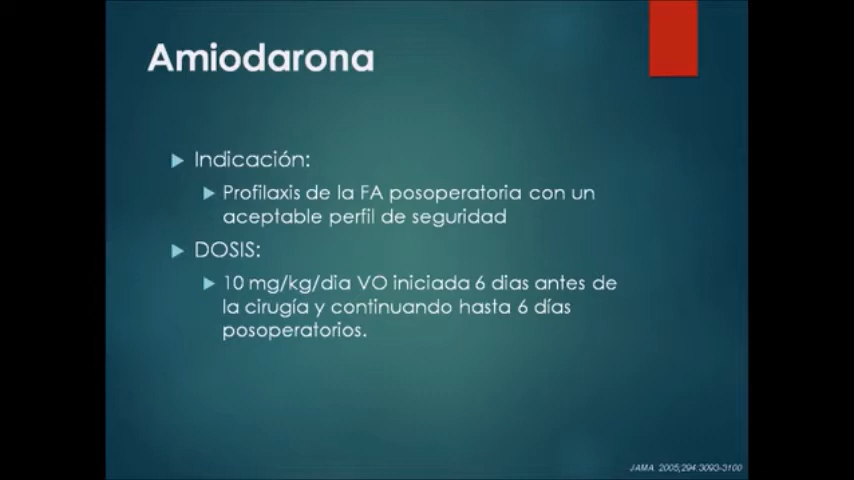 Amiodarona
Indicación:
Profilaxis de la FA posoperatoria con un
aceptable perfil de seguridad
DOSIS:
10 mg/kg/dia VO iniciada 6 dias antes de
la cirugía y continuando hasta 6 días
posoperatorios.
JAMA 2005;294:3093-3100